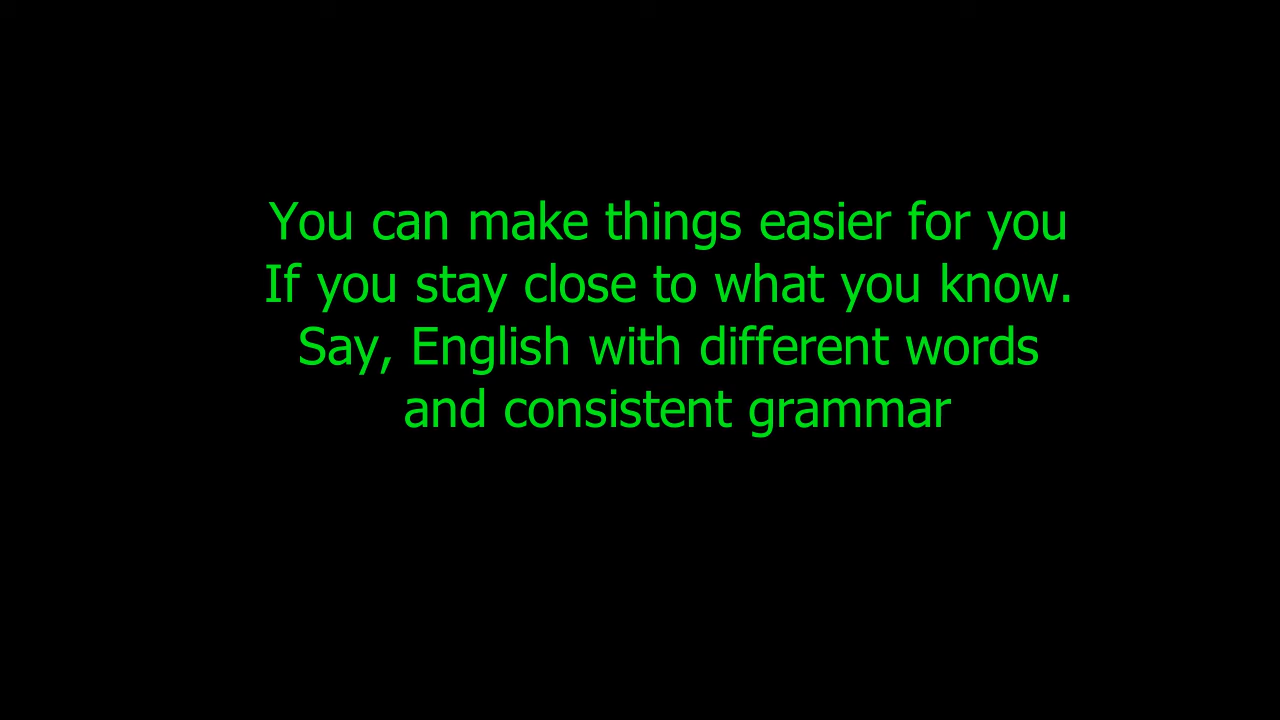 You can make things easier for you
If you stay close to what you know.
Say, English with different words
and consistent grammar